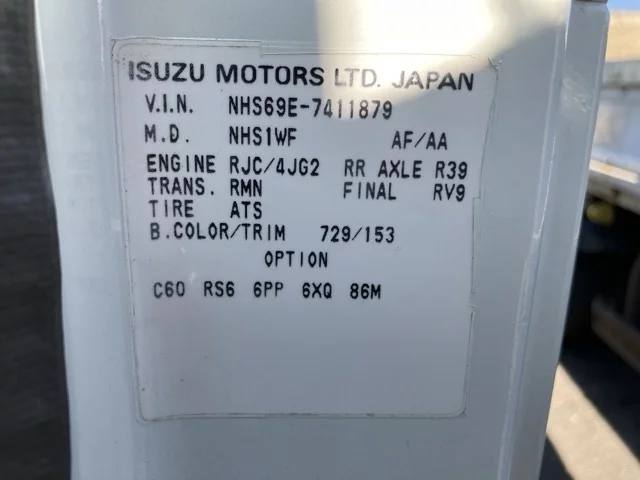 ISUZU MOTORS LTD. JAPAN
V.I.N. NHS69E-7411879
M.D. NHS1WF AF/AA
ENGINE RJC/4JG2 RR AXLE R39
TRANS. RMN FINAL RV9
TIRE ATS
B.COLOR/TRIM 729/153
OPTION
C60 RS6 6PP 6XQ 86M